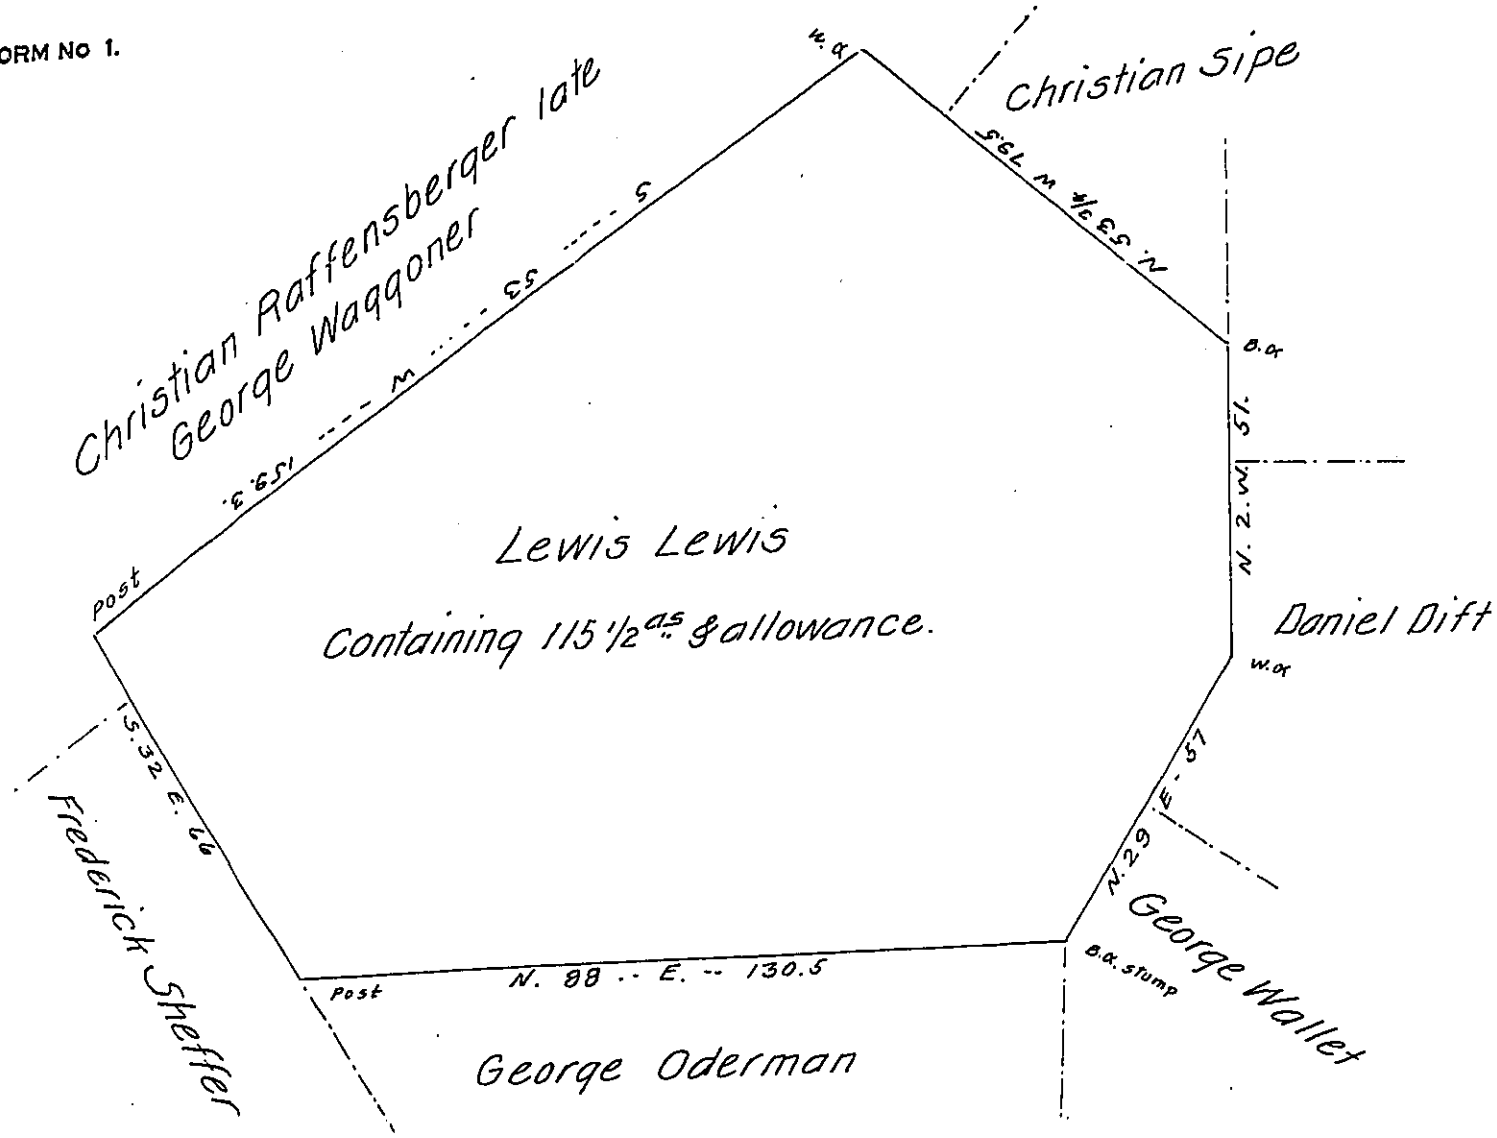 ORM No 1.
Christian Raffensberger late
George Waggoner
W. O
Christian Sipe
N. 53 3/4 W 79.5
B.O
N. 2. W. 51.
Daniel Dift
W.O
N. 29 E - 57
George Wallet
B.O. stump
N. 88 .. E. -- 130.5
Post
George Oderman
S. 32 E. 66
Frederick Sheffer
Post
S ..... 53 ..... W ---- 159.3.
Lewis Lewis
Containing 115 1/2 as & allowance.